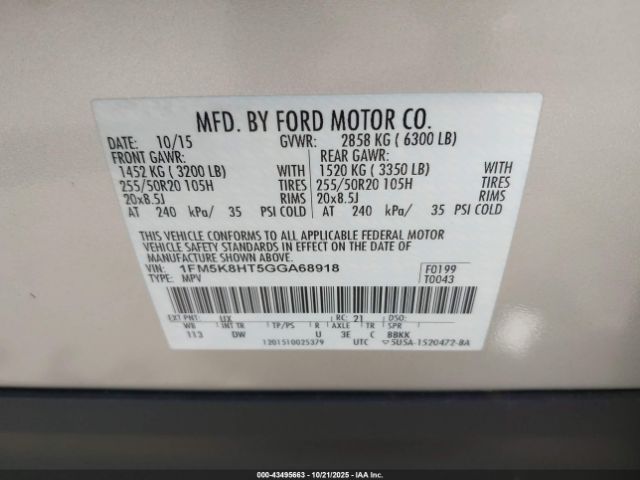 MFD. BY FORD MOTOR CO.
DATE: 10/15 GVWR: 2858 KG ( 6300 LB)
FRONT GAWR: REAR GAWR:
1452 KG ( 3200 LB) WITH 1520 KG ( 3350 LB) WITH
255/50R20 105H TIRES 255/50R20 105H TIRES
20x8.5J RIMS 20x8.5J RIMS
AT 240 kPa/ 35 PSI COLD AT 240 kPa/ 35 PSI COLD
THIS VEHICLE CONFORMS TO ALL APPLICABLE FEDERAL MOTOR
VEHICLE SAFETY STANDARDS IN EFFECT ON THE DATE OF
MANUFACTURE SHOWN ABOVE.
VIN: 1FM5K8HT5GGA68918 F0199
TYPE: MPV T0043
EXT PNT: UX RC: 21 DSO:
WB INT TR TP/PS R AXLE TR SPR
113 DW U 3E C BBKK
1201510025379 UTC 5USA-1520472-BA
000-43495663 - 10/21/2025 - IAA Inc.